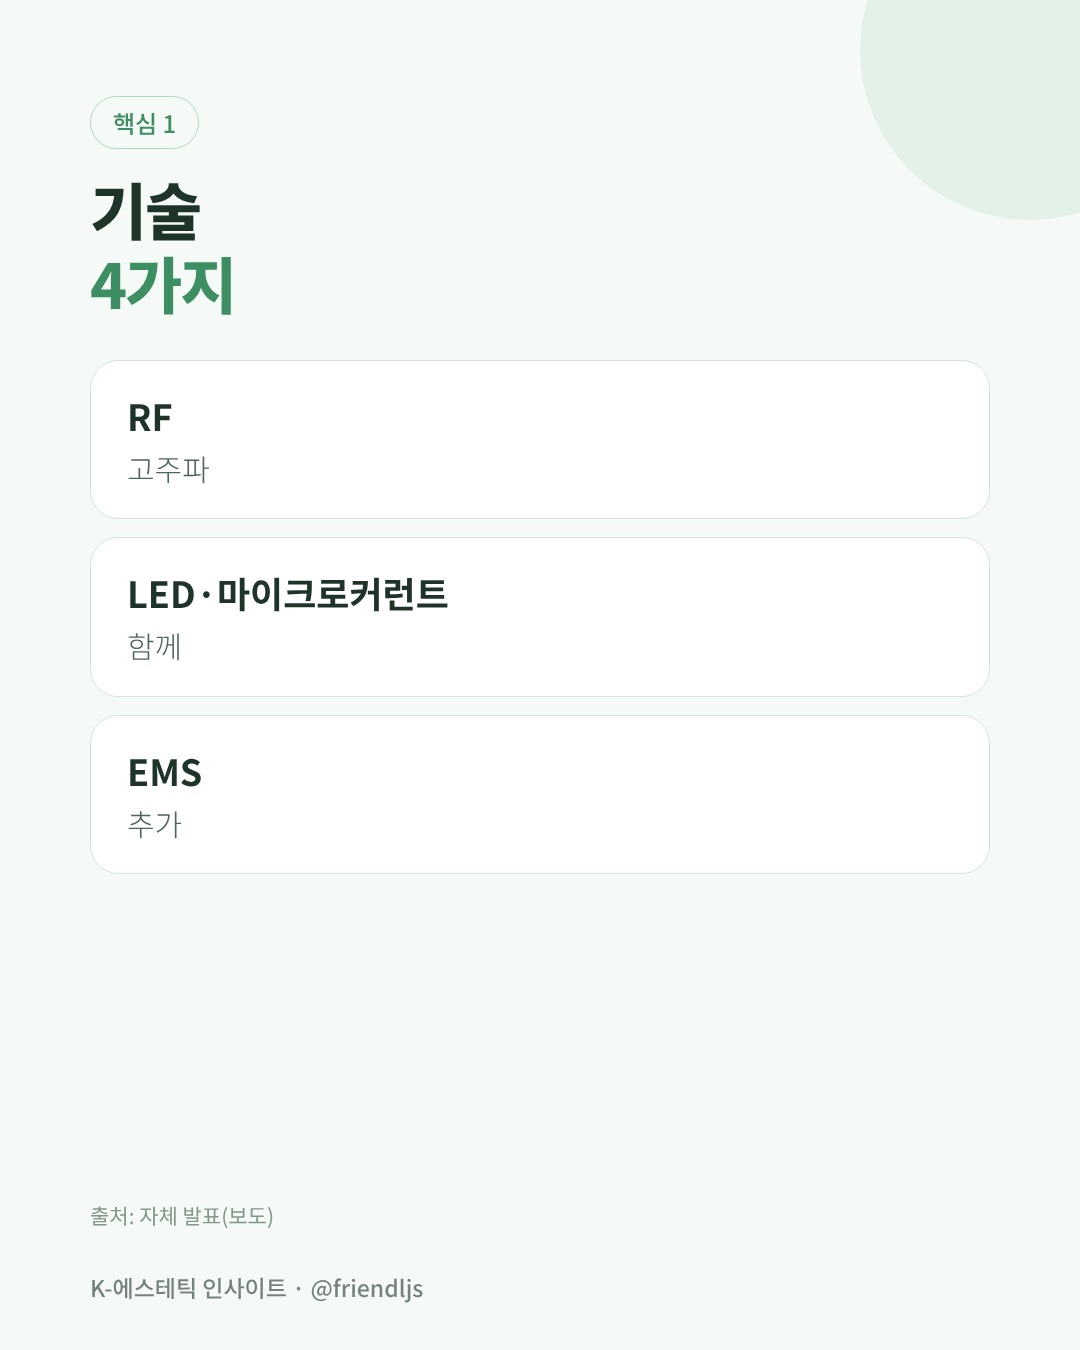 핵심 1
기술
4가지
RF
고주파
LED·마이크로커런트
함께
EMS
추가
출처: 자체 발표(보도)
K-에스테틱 인사이트 · @friendljs